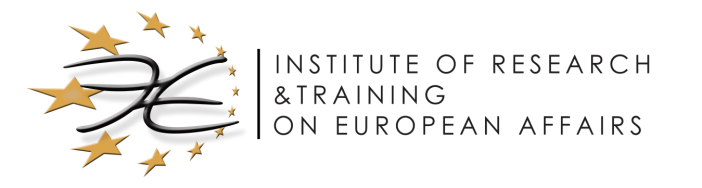 INSTITUTE OF RESEARCH
&TRAINING
ON EUROPEAN AFFAIRS